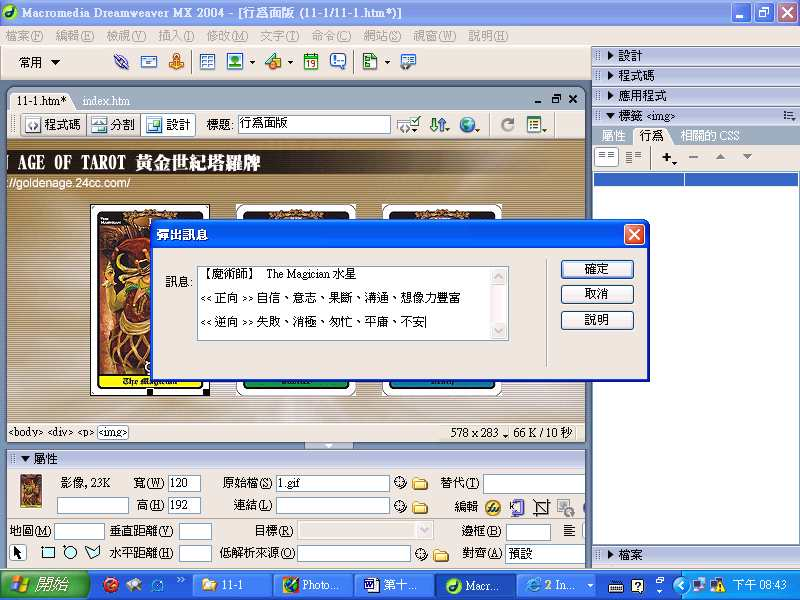 Macromedia Dreamweaver MX 2004 - [行為面版 (11-1/11-1.htm*)]
檔案(F) 編輯(E) 檢視(V) 插入(I) 修改(M) 文字(T) 命令(C) 網站(S) 視窗(W) 說明(H)
常用
設計
程式碼
應用程式
標籤 <img>
屬性 行為 相關的 CSS
11-1.htm* index.htm
程式碼 分割 設計 標題: 行為面版
N AGE OF TAROT 黃金世紀塔羅牌
://goldenage.24cc.com/
彈出訊息
訊息:
【魔術師】 The Magician 水星
<< 正向 >> 自信、意志、果斷、溝通、想像力豐富
<< 逆向 >> 失敗、消極、匆忙、平庸、不安
確定
取消
說明
The Magician
<body> <div> <p> <img>
578 x 283 66 K / 10 秒
屬性
影像, 23K 寬(W) 120 原始檔(S) 1.gif 替代(T)
高(H) 192 連結(L) 編輯
地圖(M) 垂直距離(V) 目標(R) 邊框(B)
水平距離(H) 低解析來源(O) 對齊(A) 預設
檔案
開始 11-1 Photo... 第十... Macr... 2 In... 下午 08:43